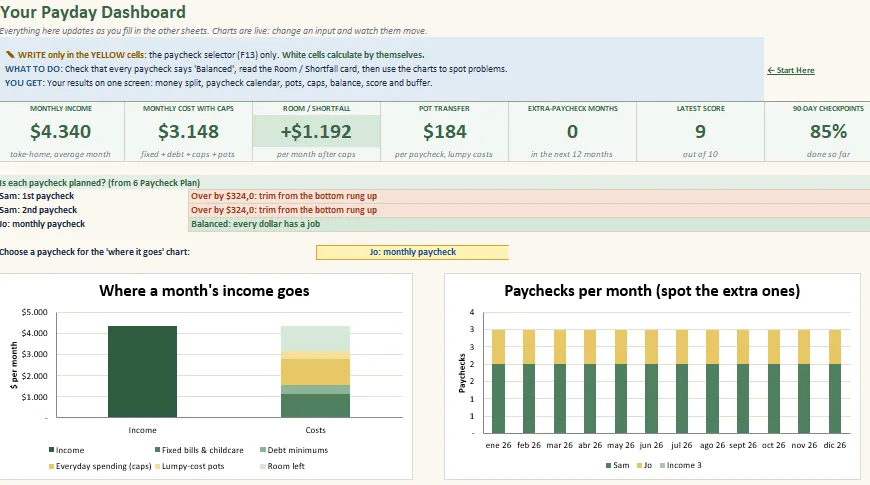 Your Payday Dashboard
Everything here updates as you fill in the other sheets. Charts are live: change an input and watch them move.
✎ WRITE only in the YELLOW cells: the paycheck selector (F13) only. White cells calculate by themselves.
WHAT TO DO: Check that every paycheck says 'Balanced', read the Room / Shortfall card, then use the charts to spot problems.
← Start Here
YOU GET: Your results on one screen: money split, paycheck calendar, pots, caps, balance, score and buffer.
MONTHLY INCOME MONTHLY COST WITH CAPS ROOM / SHORTFALL POT TRANSFER EXTRA-PAYCHECK MONTHS LATEST SCORE 90-DAY CHECKPOINTS
$4.340 $3.148 +$1.192 $184 0 9 85%
take-home, average month fixed + debt + caps + pots per month after caps per paycheck, lumpy costs in the next 12 months out of 10 done so far
Is each paycheck planned? (from 6 Paycheck Plan)
Sam: 1st paycheck Over by $324,0: trim from the bottom rung up
Sam: 2nd paycheck Over by $324,0: trim from the bottom rung up
Jo: monthly paycheck Balanced: every dollar has a job
Choose a paycheck for the 'where it goes' chart: Jo: monthly paycheck
Where a month's income goes
$5.000
$4.000
$3.000
$2.000
$1.000
-
$ per month
Income Costs
Income Fixed bills & childcare Debt minimums
Everyday spending (caps) Lumpy-cost pots Room left
Paychecks per month (spot the extra ones)
4
3
3
2
2
1
1
-
Paychecks
ene 26 feb 26 mar 26 abr 26 may 26 jun 26 jul 26 ago 26 sept 26 oct 26 nov 26 dic 26
Sam Jo Income 3